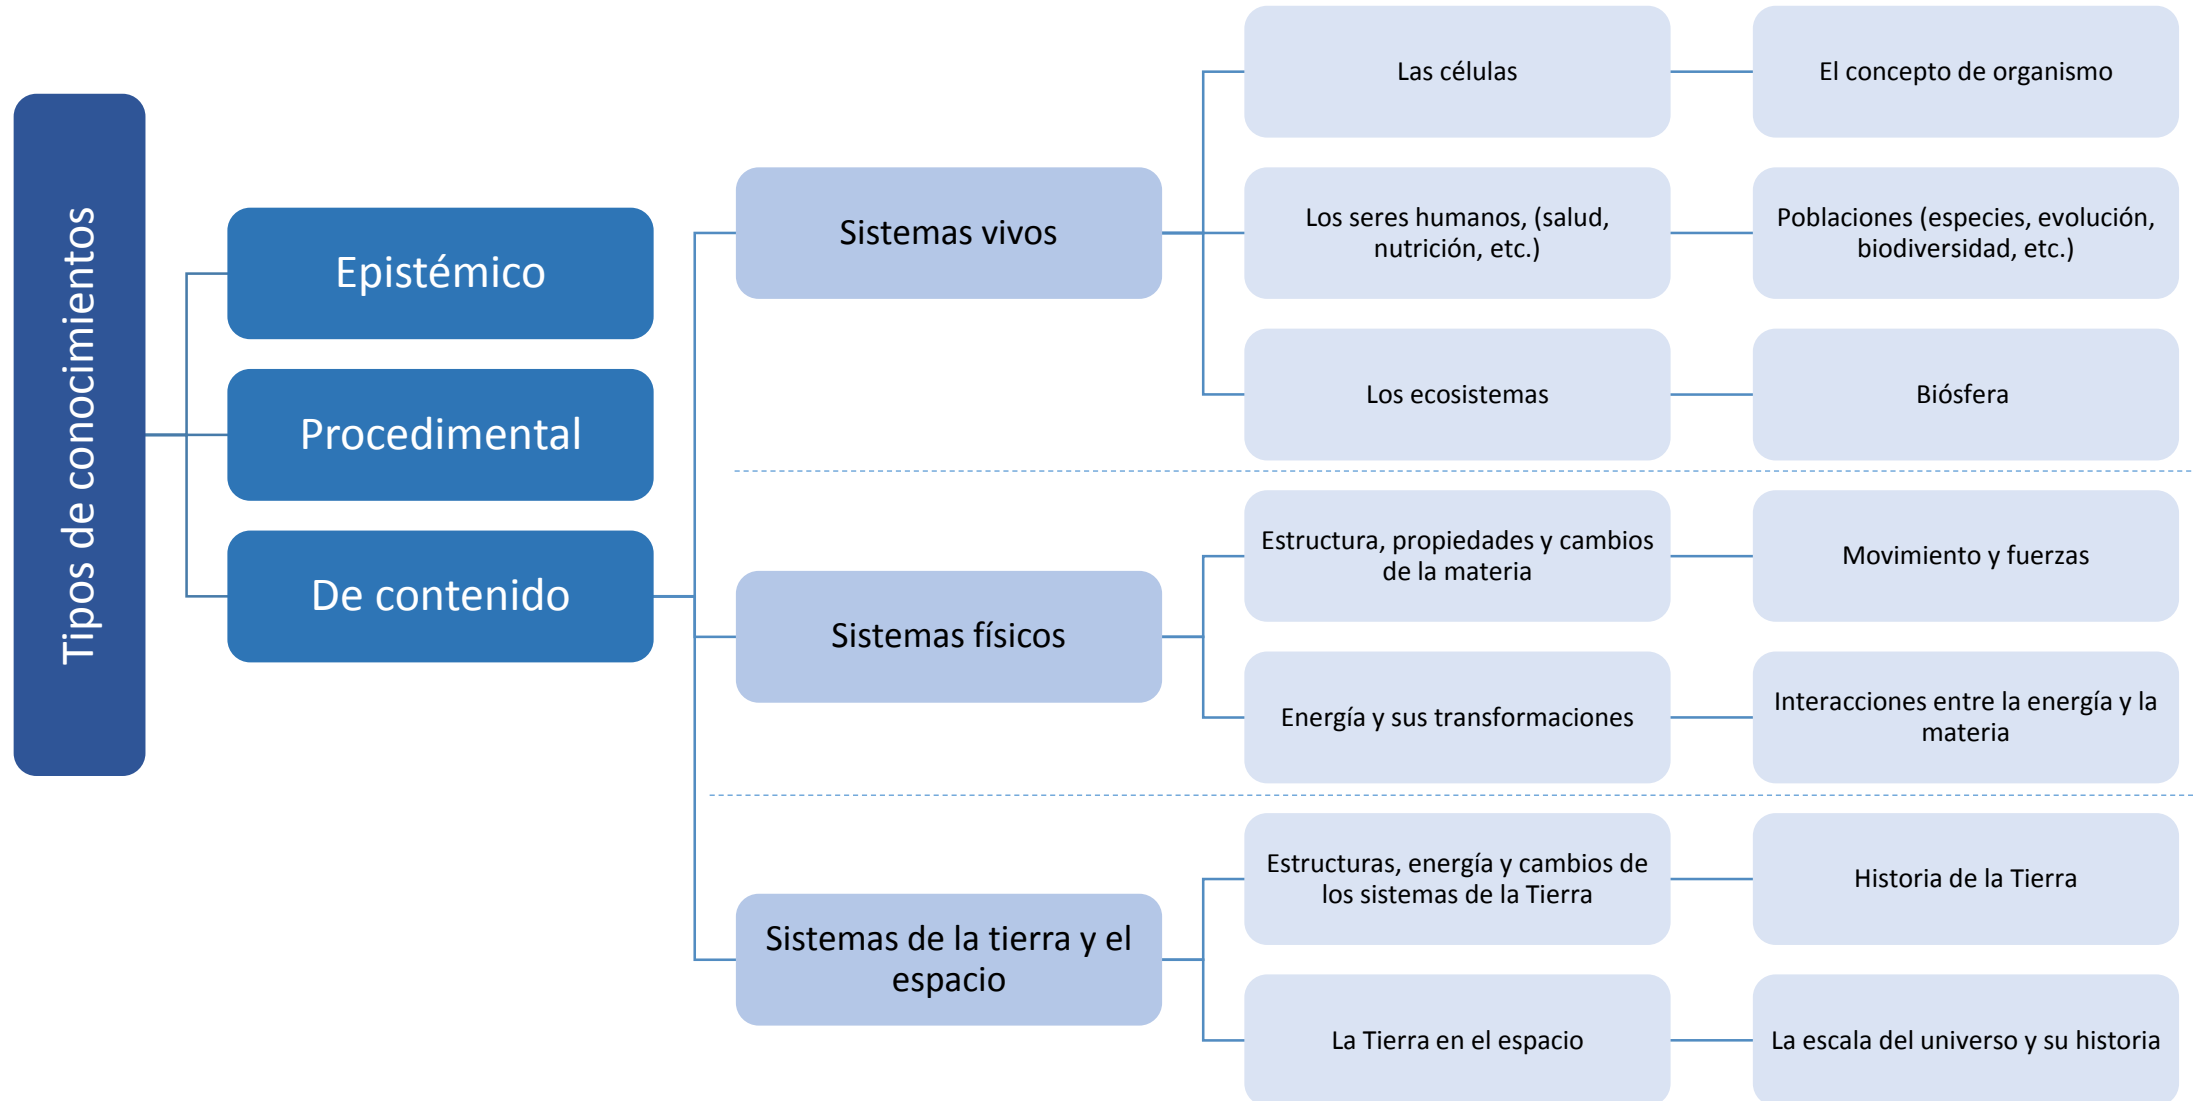 Tipos de conocimientos
Epistémico
Procedimental
De contenido
Sistemas vivos
Las células
El concepto de organismo
Los seres humanos, (salud,
nutrición, etc.)
Poblaciones (especies, evolución,
biodiversidad, etc.)
Los ecosistemas
Biósfera
Sistemas físicos
Estructura, propiedades y cambios
de la materia
Movimiento y fuerzas
Energía y sus transformaciones
Interacciones entre la energía y la
materia
Sistemas de la tierra y el
espacio
Estructuras, energía y cambios de
los sistemas de la Tierra
Historia de la Tierra
La Tierra en el espacio
La escala del universo y su historia